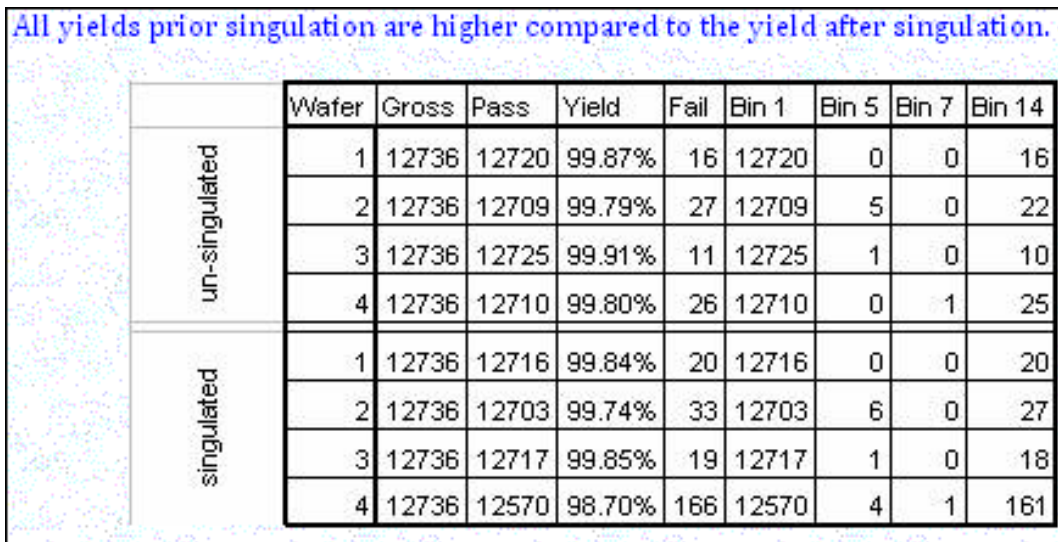 All yields prior singulation are higher compared to the yield after singulation.
Wafer Gross Pass Yield Fail Bin 1 Bin 5 Bin 7 Bin 14
un-singulated
1 12736 12720 99.87% 16 12720 0 0 16
2 12736 12709 99.79% 27 12709 5 0 22
3 12736 12725 99.91% 11 12725 1 0 10
4 12736 12710 99.80% 26 12710 0 1 25
singulated
1 12736 12716 99.84% 20 12716 0 0 20
2 12736 12703 99.74% 33 12703 6 0 27
3 12736 12717 99.85% 19 12717 1 0 18
4 12736 12570 98.70% 166 12570 4 1 161